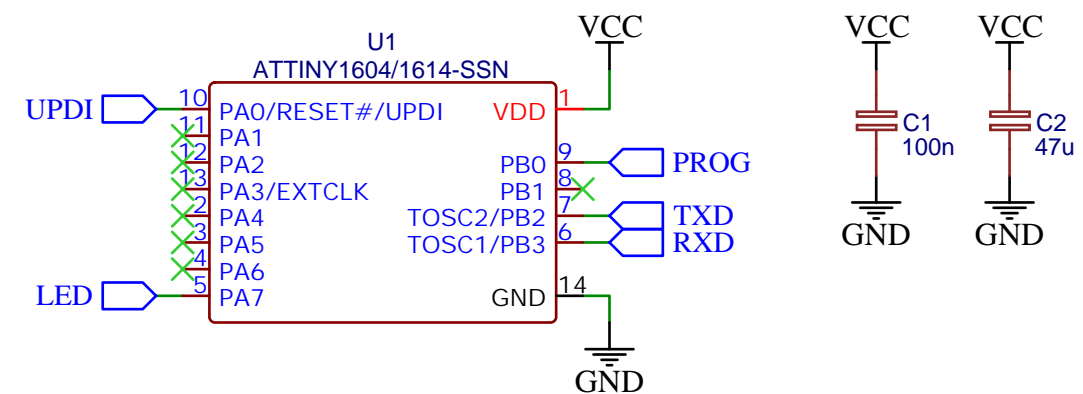 U1
ATTINY1604/1614-SSN
UPDI
10
PA0/RESET#/UPDI
11
PA1
12
PA2
13
PA3/EXTCLK
2
PA4
3
PA5
4
PA6
LED
5
PA7
VCC
VDD
1
PB0
9
PROG
PB1
8
TOSC2/PB2
7
TXD
TOSC1/PB3
6
RXD
GND
14
GND
VCC
C1
100n
GND
VCC
C2
47u
GND